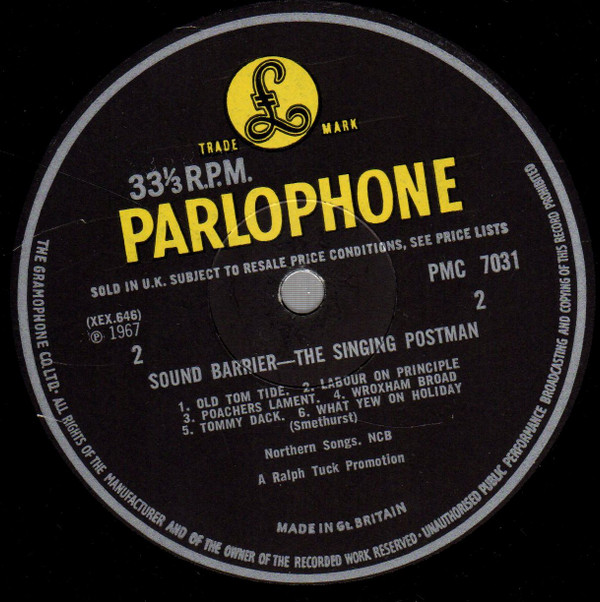 £
TRADE MARK
33⅓ R.P.M.
PARLOPHONE
SOLD IN U.K. SUBJECT TO RESALE PRICE CONDITIONS, SEE PRICE LISTS
PMC 7031
(XEX.646)
℗ 1967
2
2
SOUND BARRIER—THE SINGING POSTMAN
1. OLD TOM TIDE. 2. LABOUR ON PRINCIPLE
3. POACHERS LAMENT. 4. WROXHAM BROAD
5. TOMMY DACK. 6. WHAT YEW ON HOLIDAY
(Smethurst)
Northern Songs. NCB
A Ralph Tuck Promotion
MADE IN Gt. BRITAIN
THE GRAMOPHONE CO. LTD· ALL RIGHTS OF THE MANUFACTURER AND OF THE OWNER OF THE RECORDED WORK RESERVED · UNAUTHORISED PUBLIC PERFORMANCE BROADCASTING AND COPYING OF THIS RECORD PROHIBITED